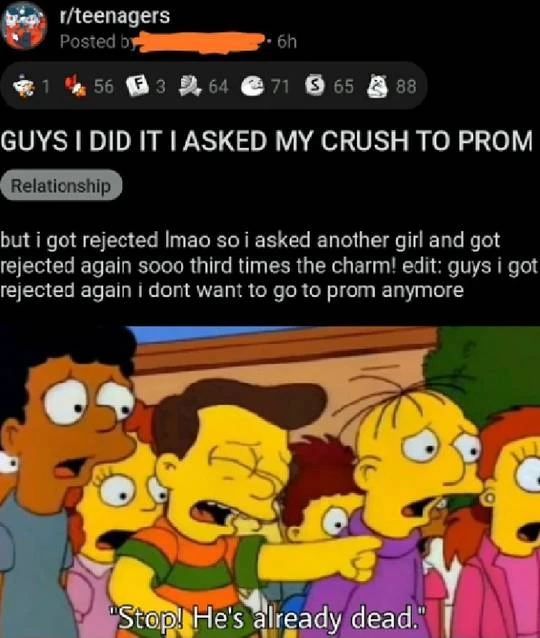 r/teenagers
Posted by
· 6h
1 56 F 3 64 71 S 65 88
GUYS I DID IT I ASKED MY CRUSH TO PROM
Relationship
but i got rejected lmao so i asked another girl and got
rejected again sooo third times the charm! edit: guys i got
rejected again i dont want to go to prom anymore
"Stop! He's already dead."